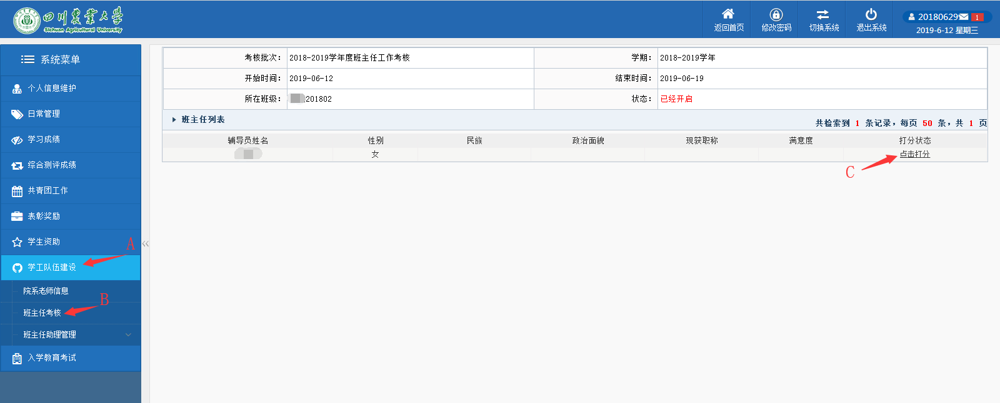 四川農業大学
Sichuan Agricultural University
返回首页
修改密码
切换系统
退出系统
20180629
1
2019-6-12 星期三
系统菜单
个人信息维护
日常管理
学习成绩
综合测评成绩
共青团工作
表彰奖励
学生资助
A
«
学工队伍建设
院系老师信息
B
班主任考核
班主任助理管理
入学教育考试
考核批次： 2018-2019学年度班主任工作考核 学期： 2018-2019学年
开始时间： 2019-06-12 结束时间： 2019-06-19
所在班级： 201802 状态： 已经开启
班主任列表 共检索到 1 条记录，每页 50 条，共 1 页
辅导员姓名 性别 民族 政治面貌 现获职称 满意度 打分状态
女 点击打分
C